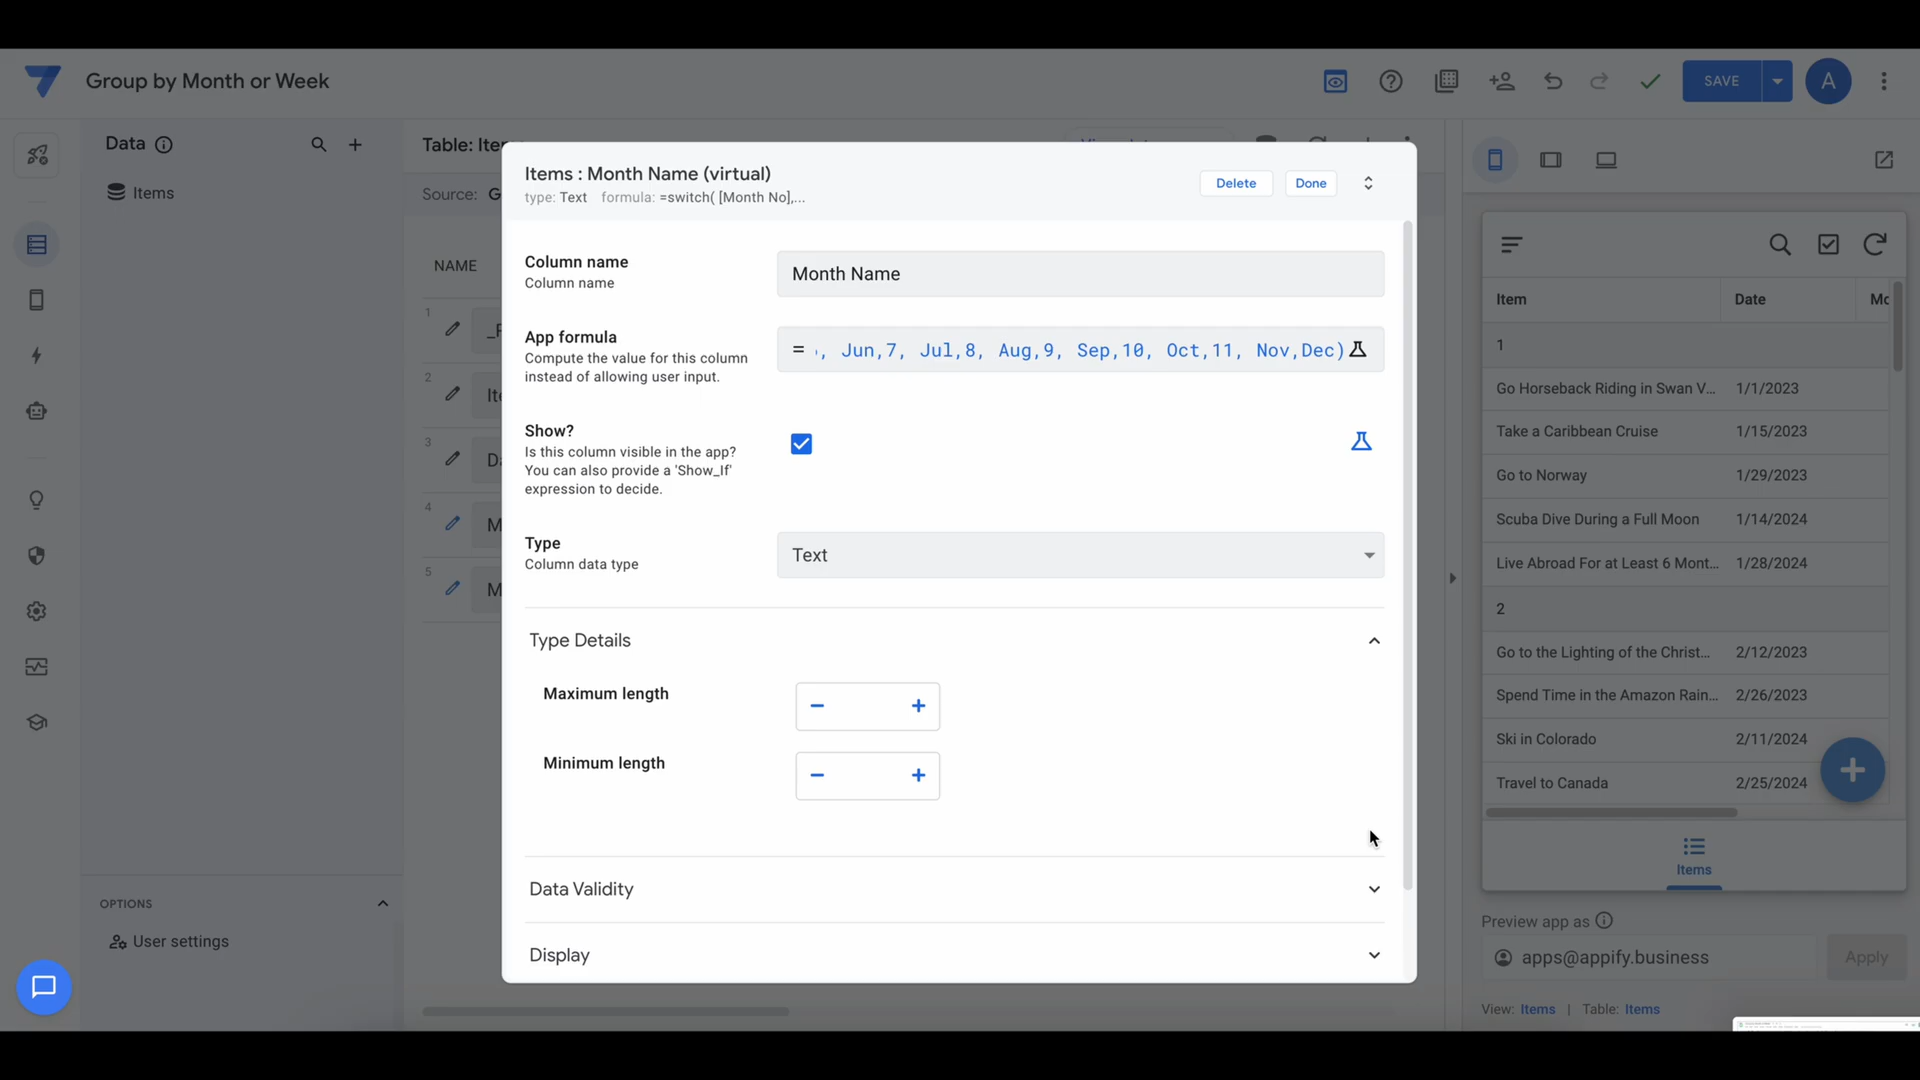 Group by Month or Week
SAVE
A
Data
Items
Table: Ite
Source: G
NAME
1
2
Ite
3
Da
4
M
5
M
OPTIONS
User settings
Items : Month Name (virtual)
type: Text formula: =switch( [Month No],...
Delete
Done
Column name
Column name
Month Name
App formula
Compute the value for this column
instead of allowing user input.
= , Jun,7, Jul,8, Aug,9, Sep,10, Oct,11, Nov,Dec)
Show?
Is this column visible in the app?
You can also provide a 'Show_If'
expression to decide.
Type
Column data type
Text
Type Details
Maximum length
Minimum length
Data Validity
Display
Item Date Mo
1
Go Horseback Riding in Swan V... 1/1/2023
Take a Caribbean Cruise 1/15/2023
Go to Norway 1/29/2023
Scuba Dive During a Full Moon 1/14/2024
Live Abroad For at Least 6 Mont... 1/28/2024
2
Go to the Lighting of the Christ... 2/12/2023
Spend Time in the Amazon Rain... 2/26/2023
Ski in Colorado 2/11/2024
Travel to Canada 2/25/2024
Items
Preview app as
apps@appify.business
Apply
View: Items | Table: Items